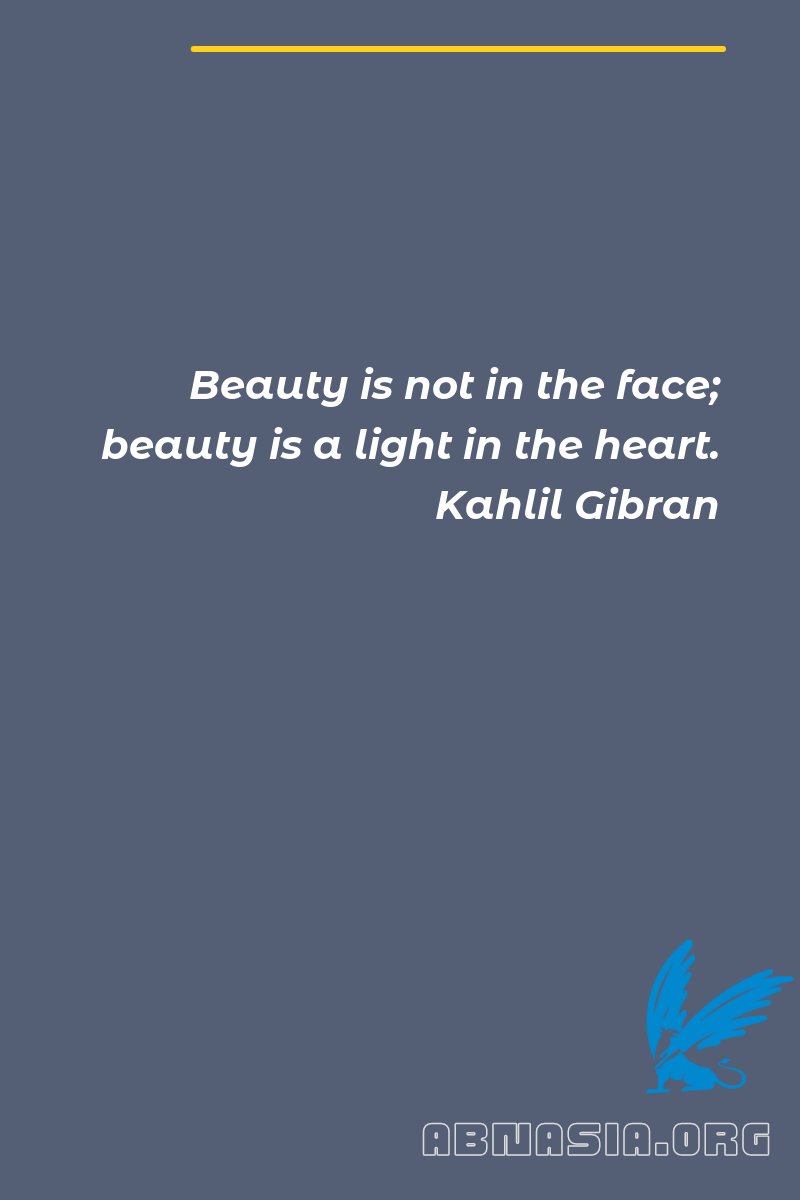 Beauty is not in the face;
beauty is a light in the heart.
Kahlil Gibran
ABNASIA.ORG